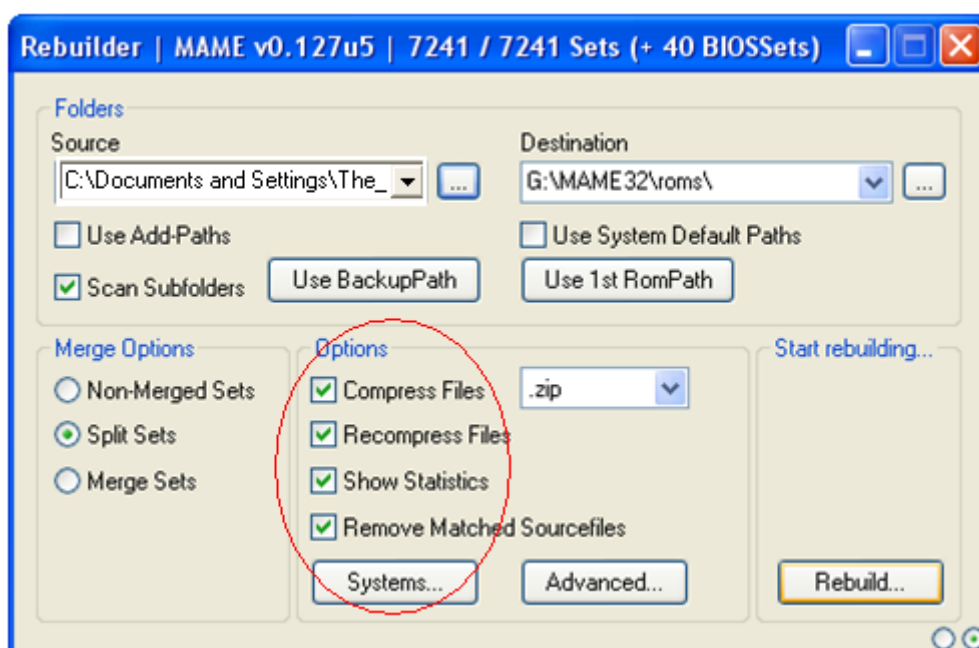 Rebuilder | MAME v0.127u5 | 7241 / 7241 Sets (+ 40 BIOSSets)
Folders
Source
Destination
C:\Documents and Settings\The_
...
G:\MAME32\roms\
...
Use Add-Paths
Use System Default Paths
Scan Subfolders
Use BackupPath
Use 1st RomPath
Merge Options
Options
Start rebuilding...
Non-Merged Sets
Compress Files
.zip
Split Sets
Recompress Files
Merge Sets
Show Statistics
Remove Matched Sourcefiles
Systems...
Advanced...
Rebuild...